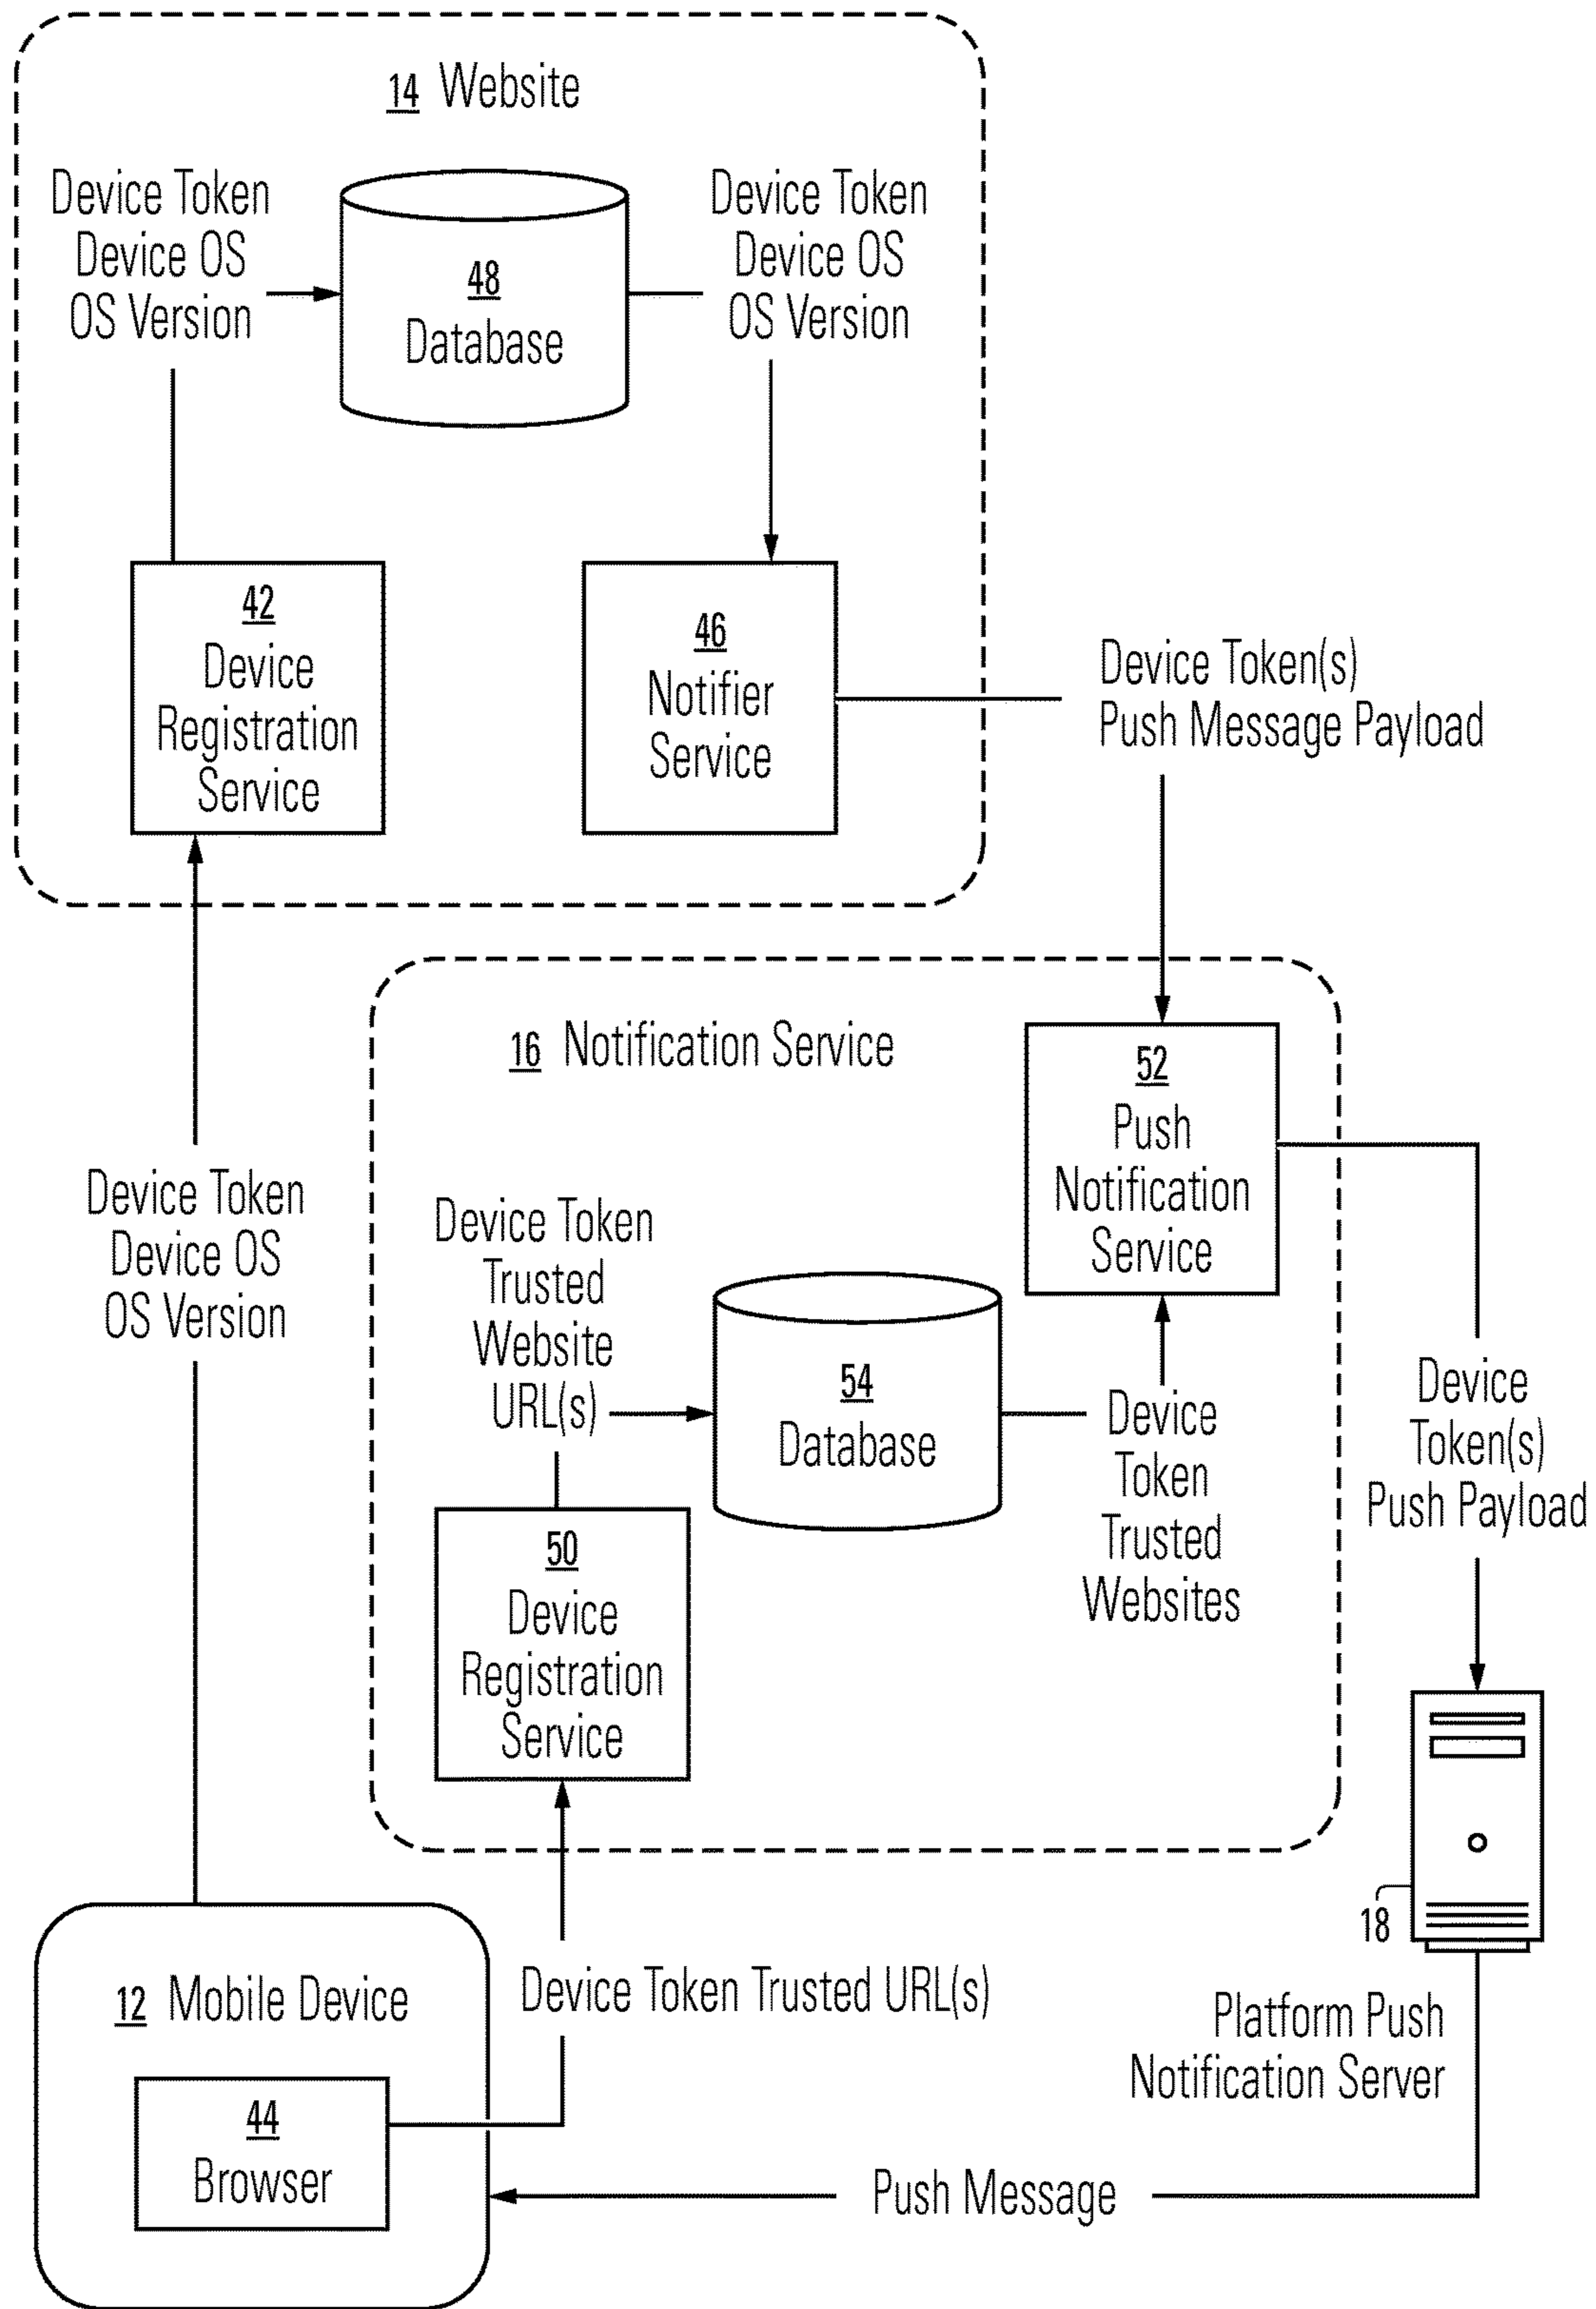 14 Website
Device Token
Device OS
OS Version
48
Database
Device Token
Device OS
OS Version
42
Device
Registration
Service
46
Notifier
Service
Device Token(s)
Push Message Payload
16 Notification Service
52
Push
Notification
Service
Device Token
Device OS
OS Version
Device Token
Trusted
Website
URL(s)
54
Database
Device
Token
Trusted
Websites
Device
Token(s)
Push Payload
50
Device
Registration
Service
18
Platform Push
Notification Server
12 Mobile Device
Device Token Trusted URL(s)
44
Browser
Push Message